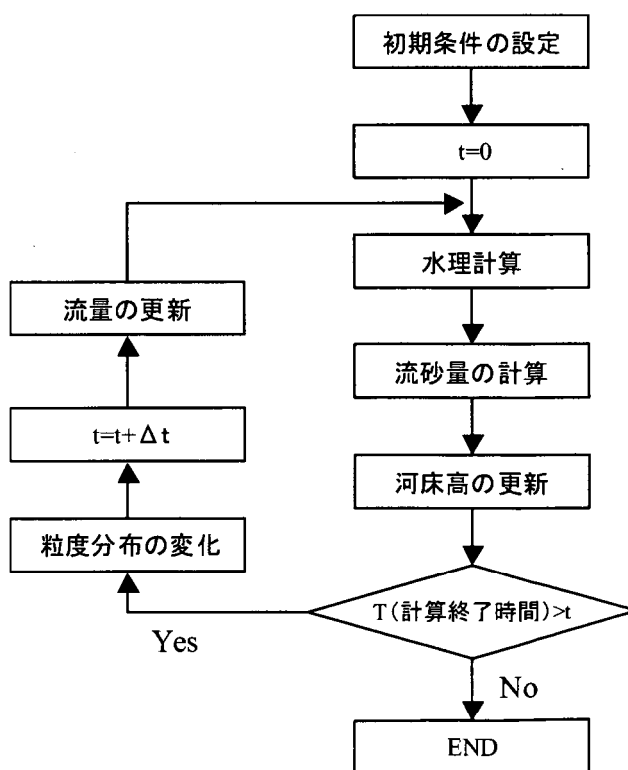 初期条件の設定
t=0
水理計算
流量の更新
流砂量の計算
t=t+Δt
河床高の更新
粒度分布の変化
T(計算終了時間)>t
Yes
No
END